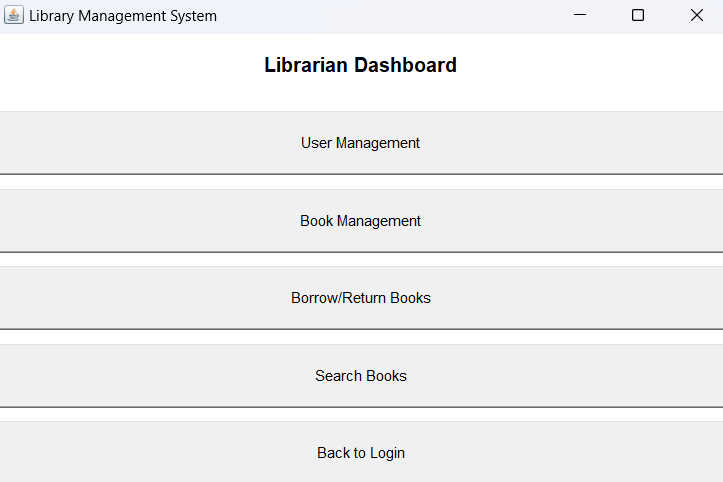 Library Management System
Librarian Dashboard
User Management
Book Management
Borrow/Return Books
Search Books
Back to Login